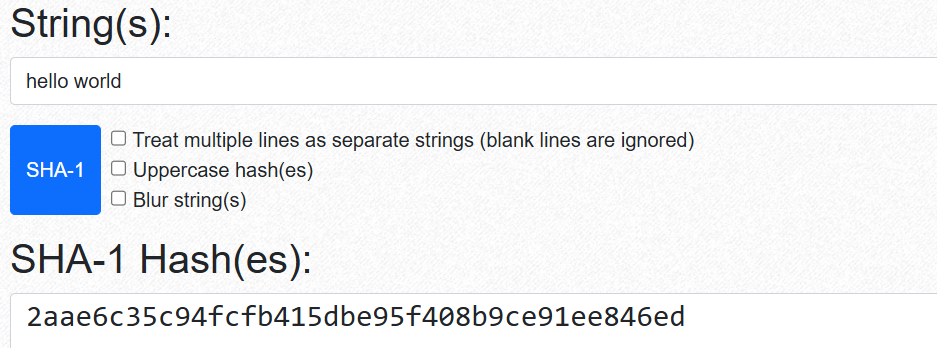 String(s):
hello world
SHA-1
Treat multiple lines as separate strings (blank lines are ignored)
Uppercase hash(es)
Blur string(s)
SHA-1 Hash(es):
2aae6c35c94fcfb415dbe95f408b9ce91ee846ed